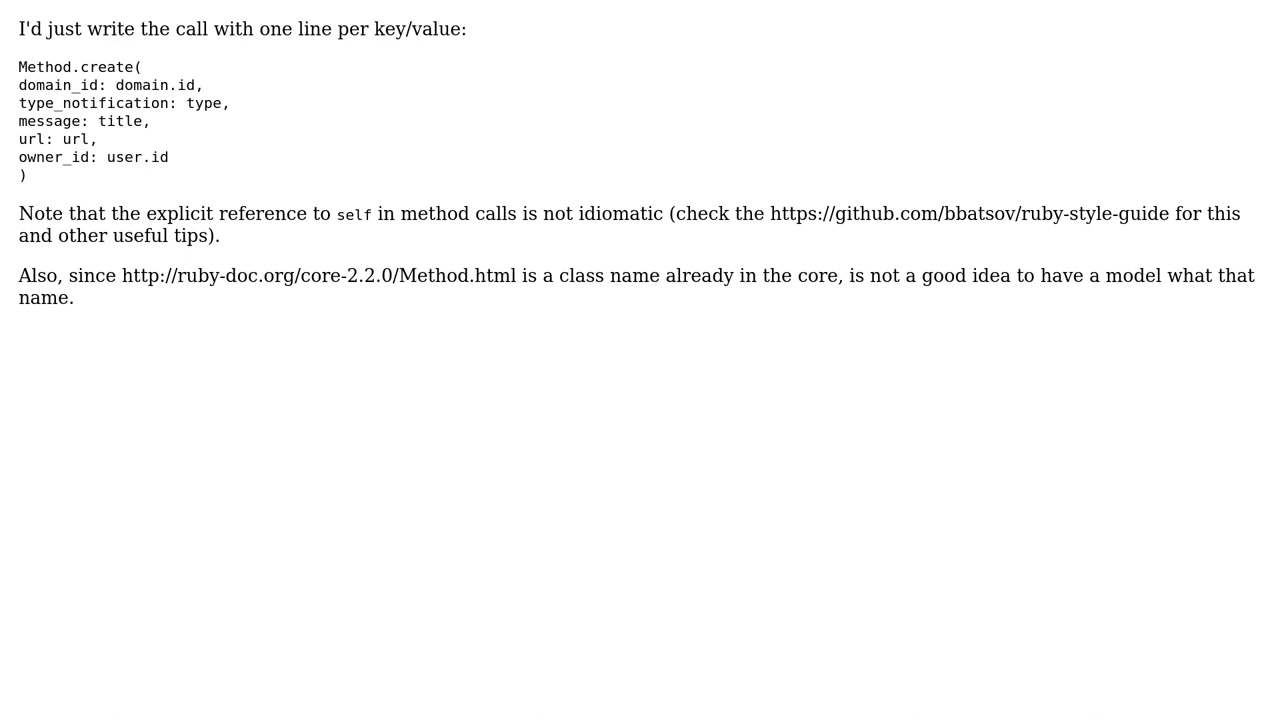 I'd just write the call with one line per key/value:
Method.create(
domain_id: domain.id,
type_notification: type,
message: title,
url: url,
owner_id: user.id
)
Note that the explicit reference to self in method calls is not idiomatic (check the https://github.com/bbatsov/ruby-style-guide for this
and other useful tips).
Also, since http://ruby-doc.org/core-2.2.0/Method.html is a class name already in the core, is not a good idea to have a model what that
name.